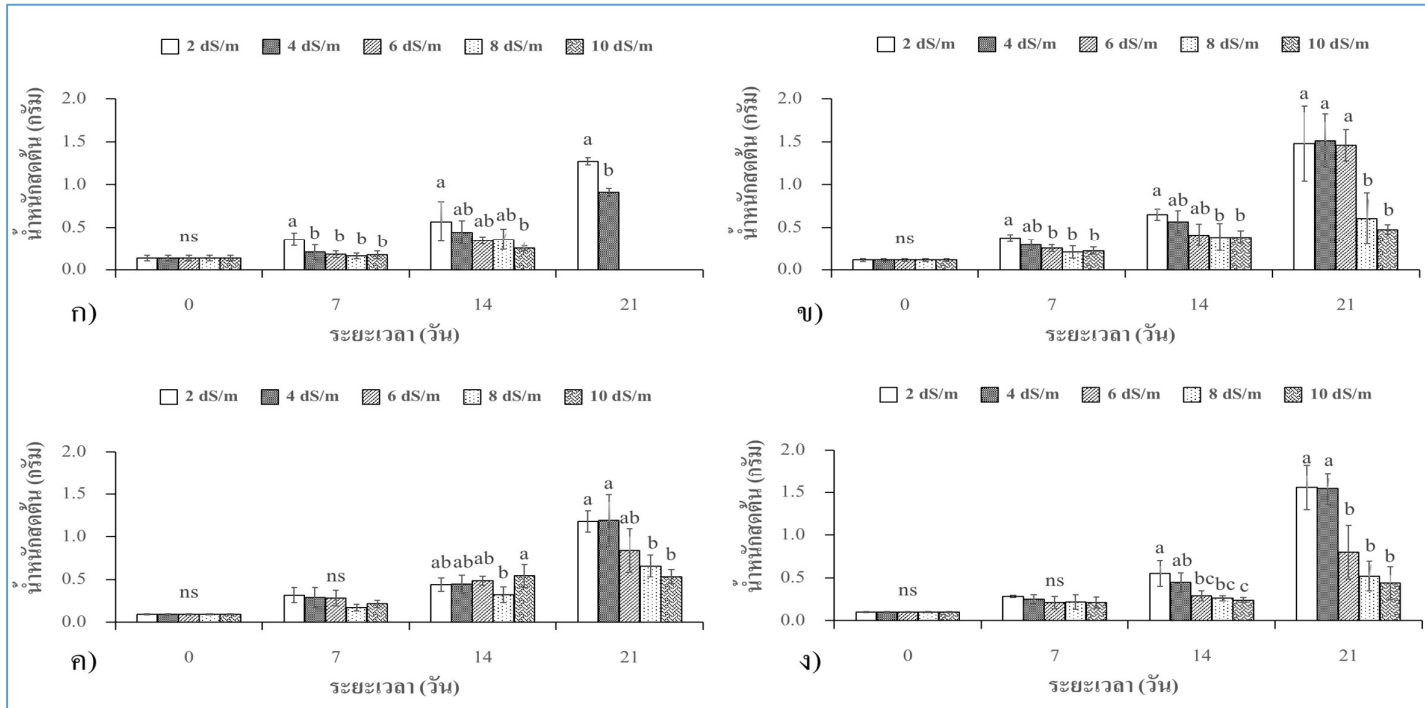 2 dS/m 4 dS/m 6 dS/m 8 dS/m 10 dS/m
น้ำหนักสดต้น (กรัม)
2.0
1.5
1.0
0.5
0.0
ns
a b b b b
a ab ab ab b
a b
0 7 14 21
ก)
ระยะเวลา (วัน)
2 dS/m 4 dS/m 6 dS/m 8 dS/m 10 dS/m
น้ำหนักสดต้น (กรัม)
2.0
1.5
1.0
0.5
0.0
ns
a ab b b b
a ab ab b b
a a a b b
0 7 14 21
ข)
ระยะเวลา (วัน)
2 dS/m 4 dS/m 6 dS/m 8 dS/m 10 dS/m
น้ำหนักสดต้น (กรัม)
2.0
1.5
1.0
0.5
0.0
ns
ns
ab ab ab b a
a a ab b b
0 7 14 21
ค)
ระยะเวลา (วัน)
2 dS/m 4 dS/m 6 dS/m 8 dS/m 10 dS/m
น้ำหนักสดต้น (กรัม)
2.0
1.5
1.0
0.5
0.0
ns
ns
a ab bc bc c
a a b b b
0 7 14 21
ง)
ระยะเวลา (วัน)